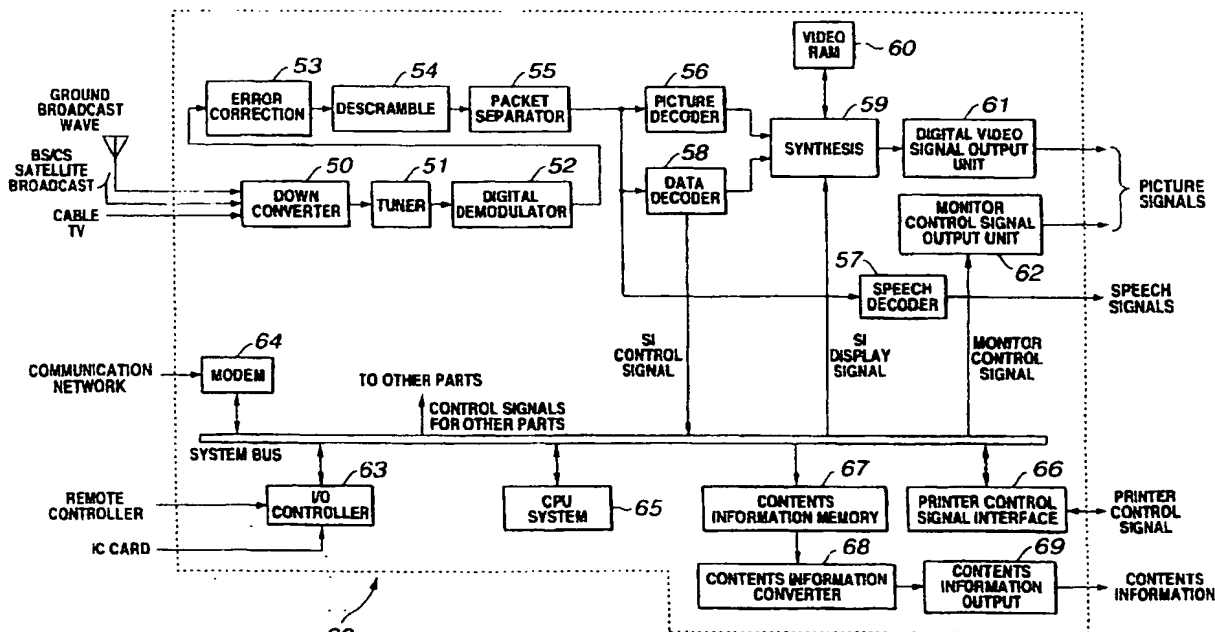 VIDEO
RAM
60
53
54
55
56
59
61
GROUND
BROADCAST
WAVE
ERROR
CORRECTION
DESCRAMBLE
PACKET
SEPARATOR
PICTURE
DECODER
SYNTHESIS
DIGITAL VIDEO
SIGNAL OUTPUT
UNIT
BS/CS
SATELLITE
BROADCAST
50
51
52
58
DOWN
CONVERTER
TUNER
DIGITAL
DEMODULATOR
DATA
DECODER
MONITOR
CONTROL SIGNAL
OUTPUT UNIT
PICTURE
SIGNALS
CABLE
TV
62
57
SPEECH
DECODER
SPEECH
SIGNALS
64
SI
CONTROL
SIGNAL
SI
DISPLAY
SIGNAL
MONITOR
CONTROL
SIGNAL
COMMUNICATION
NETWORK
MODEM
TO OTHER PARTS
CONTROL SIGNALS
FOR OTHER PARTS
SYSTEM BUS
63
67
66
REMOTE
CONTROLLER
I/O
CONTROLLER
CPU
SYSTEM
65
CONTENTS
INFORMATION MEMORY
PRINTER CONTROL
SIGNAL INTERFACE
PRINTER
CONTROL
SIGNAL
IC CARD
68
69
CONTENTS INFORMATION
CONVERTER
CONTENTS
INFORMATION
OUTPUT
CONTENTS
INFORMATION